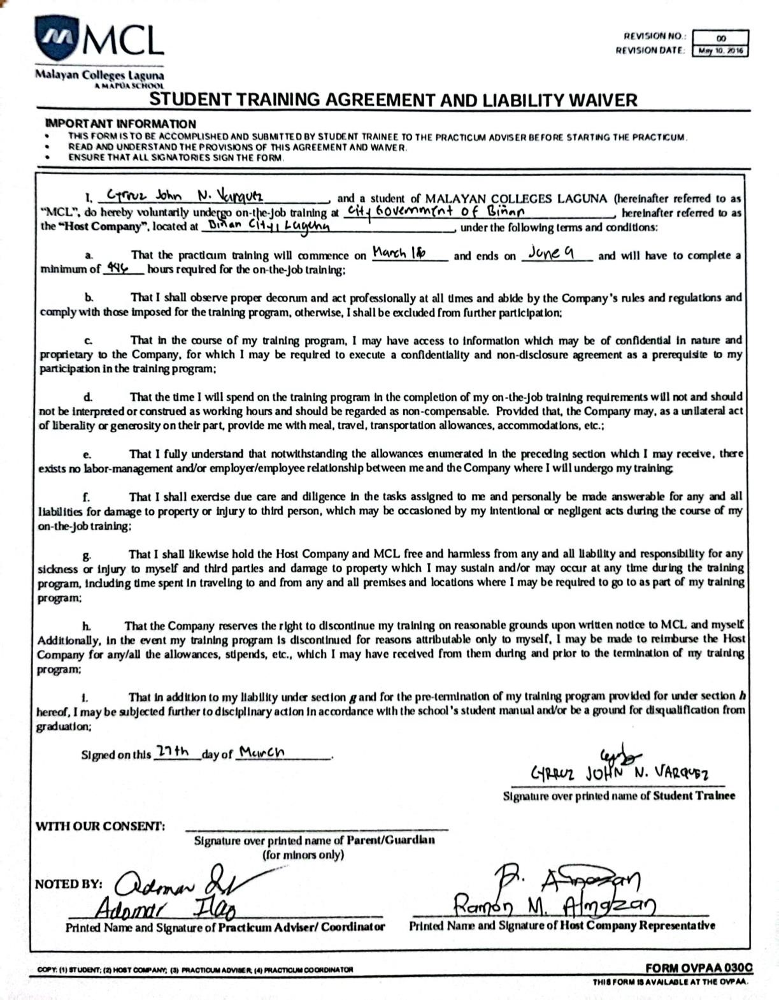 MCL
Malayan Colleges Laguna
A MAPÚA SCHOOL
REVISION NO.: 00
REVISION DATE: May 10, 2016
STUDENT TRAINING AGREEMENT AND LIABILITY WAIVER
IMPORTANT INFORMATION
• THIS FORM IS TO BE ACCOMPLISHED AND SUBMITTED BY STUDENT TRAINEE TO THE PRACTICUM ADVISER BEFORE STARTING THE PRACTICUM.
• READ AND UNDERSTAND THE PROVISIONS OF THIS AGREEMENT AND WAIVER.
• ENSURE THAT ALL SIGNATORIES SIGN THE FORM.
I, Cyrruz John N. Varquez, and a student of MALAYAN COLLEGES LAGUNA (hereinafter referred to as
"MCL", do hereby voluntarily undergo on-the-job training at City Government of Biñan, hereinafter referred to as
the "Host Company", located at Biñan City, Laguna, under the following terms and conditions:
a. That the practicum training will commence on March 16 and ends on June 9 and will have to complete a
minimum of 446 hours required for the on-the-job training;
b. That I shall observe proper decorum and act professionally at all times and abide by the Company's rules and regulations and
comply with those imposed for the training program, otherwise, I shall be excluded from further participation;
c. That in the course of my training program, I may have access to information which may be of confidential in nature and
proprietary to the Company, for which I may be required to execute a confidentiality and non-disclosure agreement as a prerequisite to my
participation in the training program;
d. That the time I will spend on the training program in the completion of my on-the-job training requirements will not and should
not be interpreted or construed as working hours and should be regarded as non-compensable. Provided that, the Company may, as a unilateral act
of liberality or generosity on their part, provide me with meal, travel, transportation allowances, accommodations, etc.;
e. That I fully understand that notwithstanding the allowances enumerated in the preceding section which I may receive, there
exists no labor-management and/or employer/employee relationship between me and the Company where I will undergo my training;
f. That I shall exercise due care and diligence in the tasks assigned to me and personally be made answerable for any and all
liabilities for damage to property or injury to third person, which may be occasioned by my intentional or negligent acts during the course of my
on-the-job training;
g. That I shall likewise hold the Host Company and MCL free and harmless from any and all liability and responsibility for any
sickness or injury to myself and third parties and damage to property which I may sustain and/or may occur at any time during the training
program, including time spent in traveling to and from any and all premises and locations where I may be required to go to as part of my training
program;
h. That the Company reserves the right to discontinue my training on reasonable grounds upon written notice to MCL and myself
Additionally, in the event my training program is discontinued for reasons attributable only to myself, I may be made to reimburse the Host
Company for any/all the allowances, stipends, etc., which I may have received from them during and prior to the termination of my training
program;
i. That in addition to my liability under section g and for the pre-termination of my training program provided for under section h
hereof, I may be subjected further to disciplinary action in accordance with the school's student manual and/or be a ground for disqualification from
graduation;
Signed on this 27th day of March.
CYRRUZ JOHN N. VARQUEZ
Signature over printed name of Student Trainee
WITH OUR CONSENT:
Signature over printed name of Parent/Guardian
(for minors only)
NOTED BY:
Adomar Ilao
Printed Name and Signature of Practicum Adviser/ Coordinator
R. Almazan
Ramon M. Almazan
Printed Name and Signature of Host Company Representative
COPY: (1) STUDENT; (2) HOST COMPANY; (3) PRACTICUM ADVISER; (4) PRACTICUM COORDINATOR
FORM OVPAA 030C
THIS FORM IS AVAILABLE AT THE OVPAA.